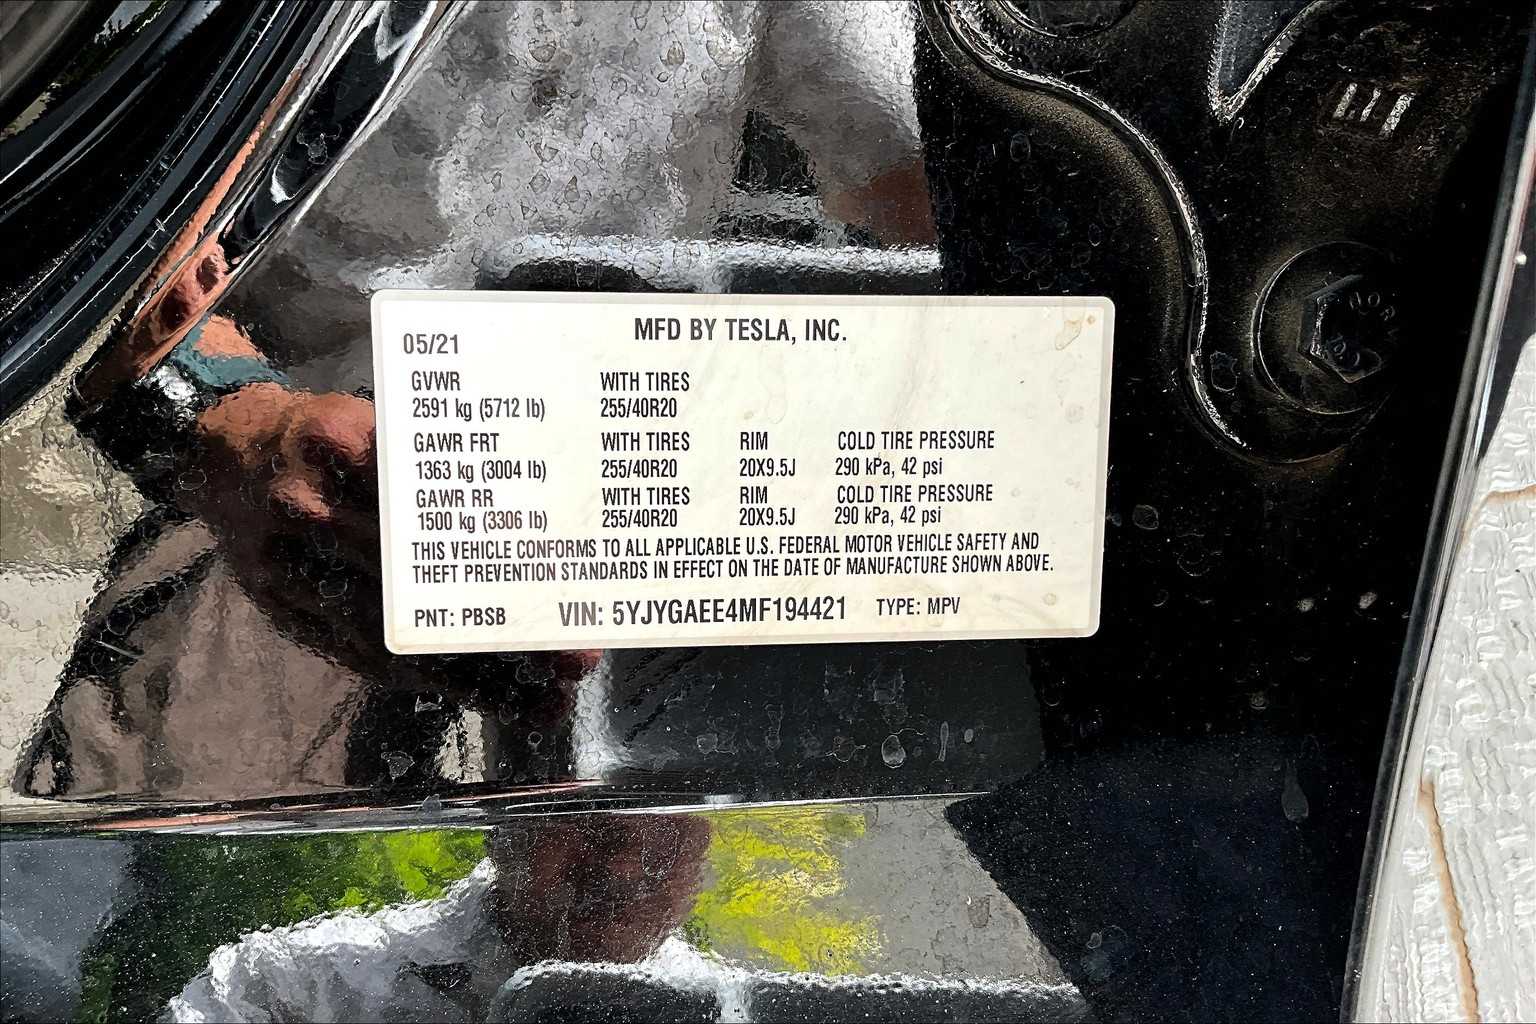 MFD BY TESLA, INC.
05/21
GVWR WITH TIRES
2591 kg (5712 lb) 255/40R20
GAWR FRT WITH TIRES RIM COLD TIRE PRESSURE
1363 kg (3004 lb) 255/40R20 20X9.5J 290 kPa, 42 psi
GAWR RR WITH TIRES RIM COLD TIRE PRESSURE
1500 kg (3306 lb) 255/40R20 20X9.5J 290 kPa, 42 psi
THIS VEHICLE CONFORMS TO ALL APPLICABLE U.S. FEDERAL MOTOR VEHICLE SAFETY AND
THEFT PREVENTION STANDARDS IN EFFECT ON THE DATE OF MANUFACTURE SHOWN ABOVE.
PNT: PBSB VIN: 5YJYGAEE4MF194421 TYPE: MPV